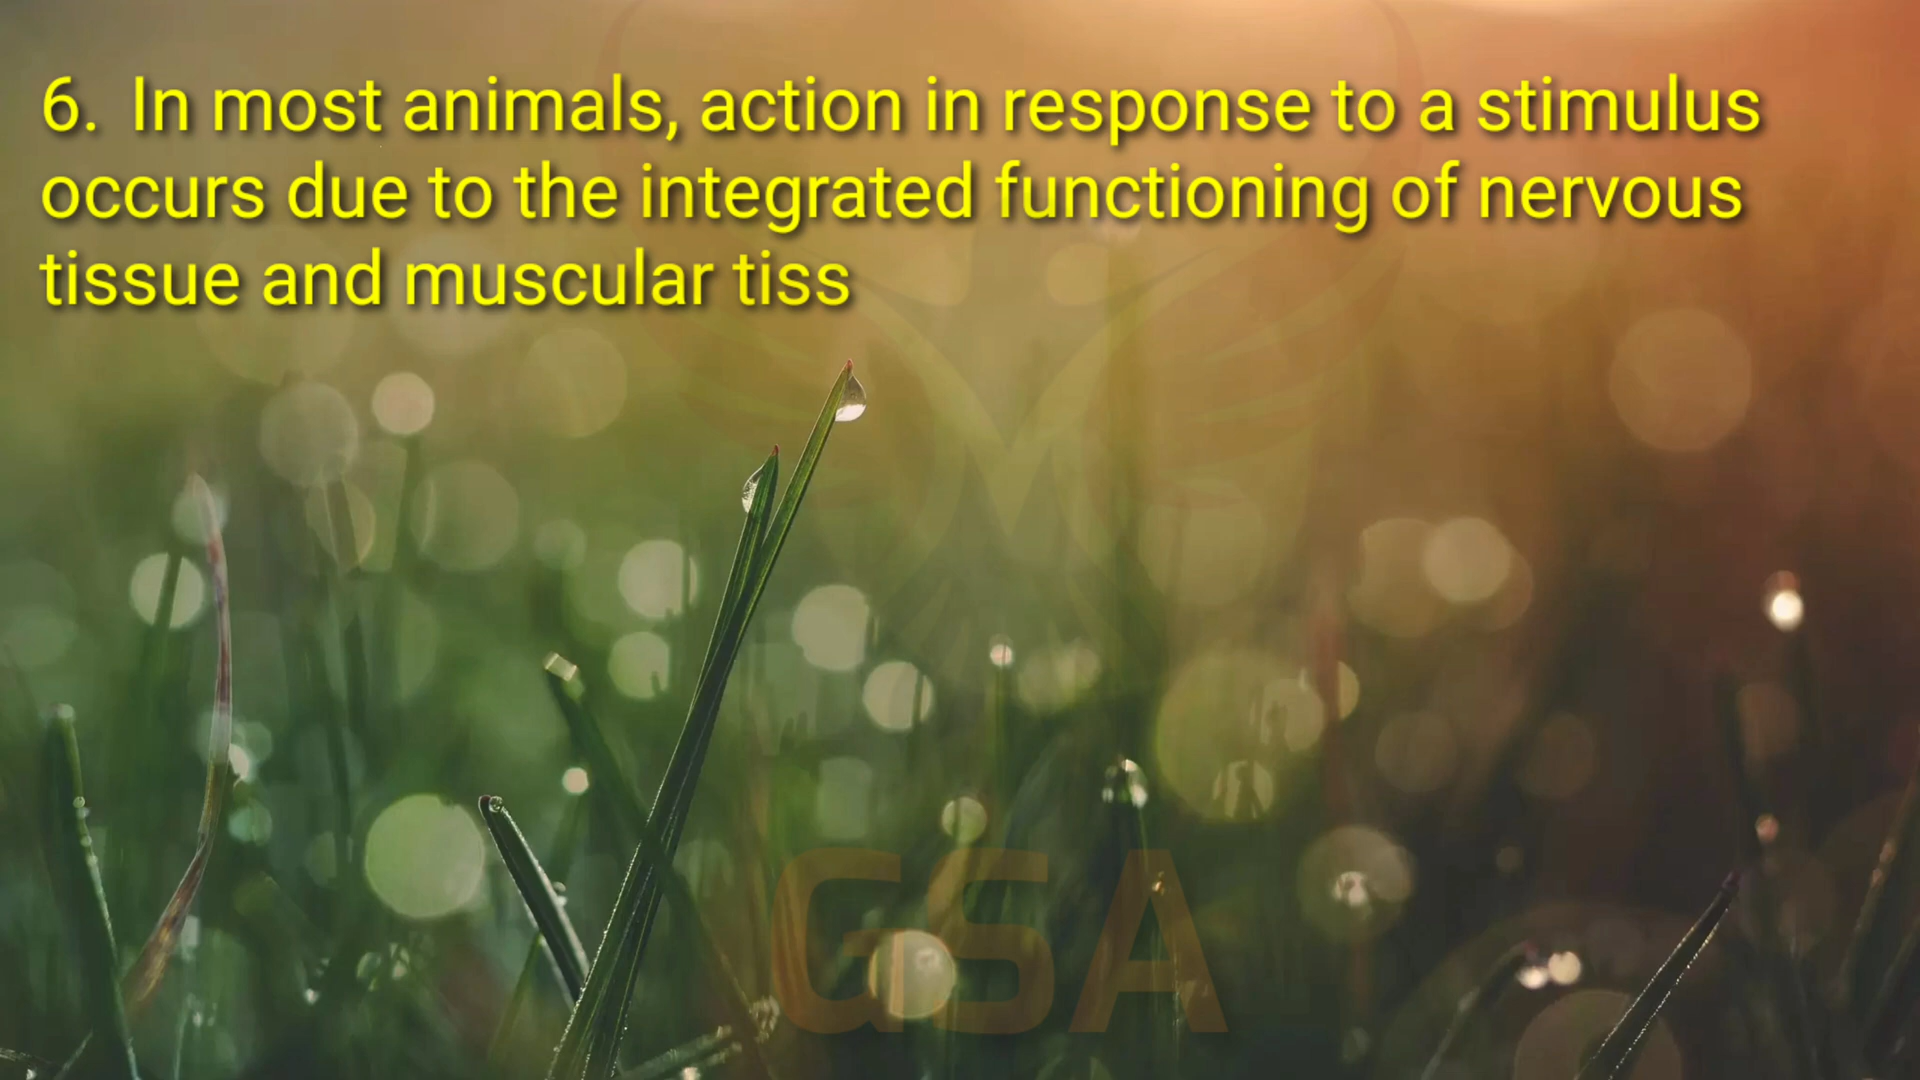 6. In most animals, action in response to a stimulus
occurs due to the integrated functioning of nervous
tissue and muscular tiss
GSA